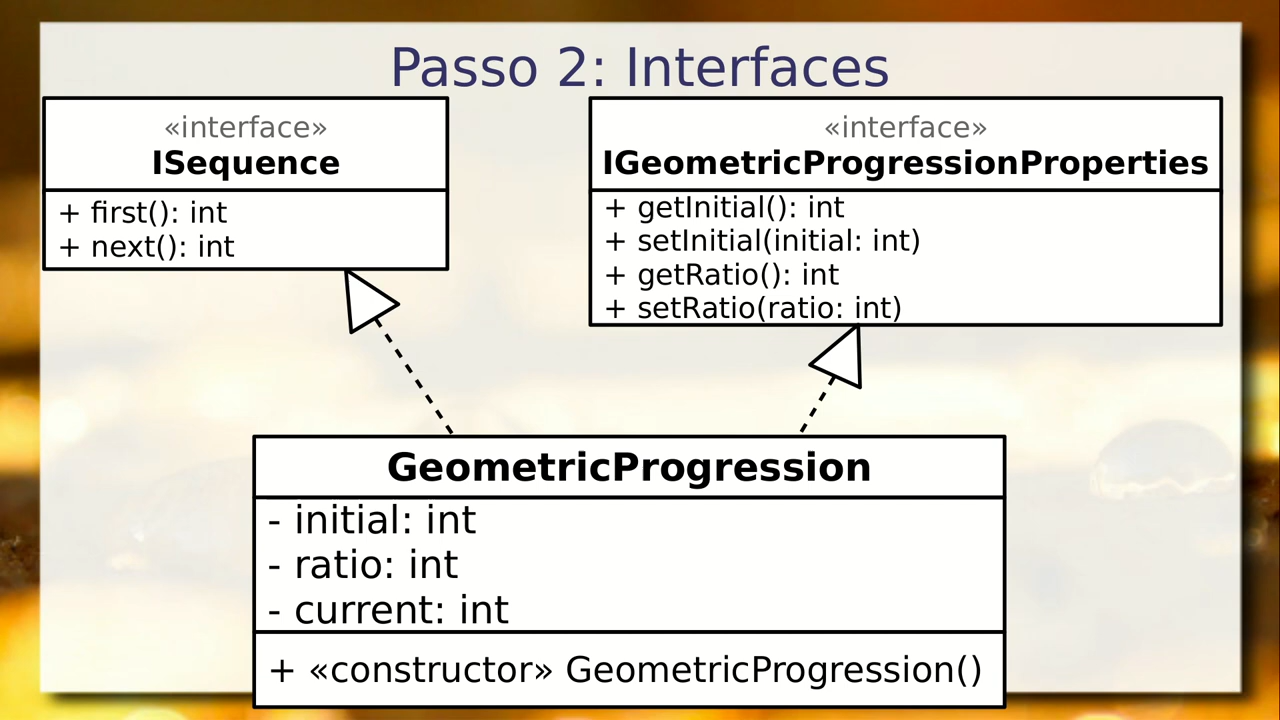 Passo 2: Interfaces
«interface»
ISequence
+ first(): int
+ next(): int
«interface»
IGeometricProgressionProperties
+ getInitial(): int
+ setInitial(initial: int)
+ getRatio(): int
+ setRatio(ratio: int)
GeometricProgression
- initial: int
- ratio: int
- current: int
+ «constructor» GeometricProgression()